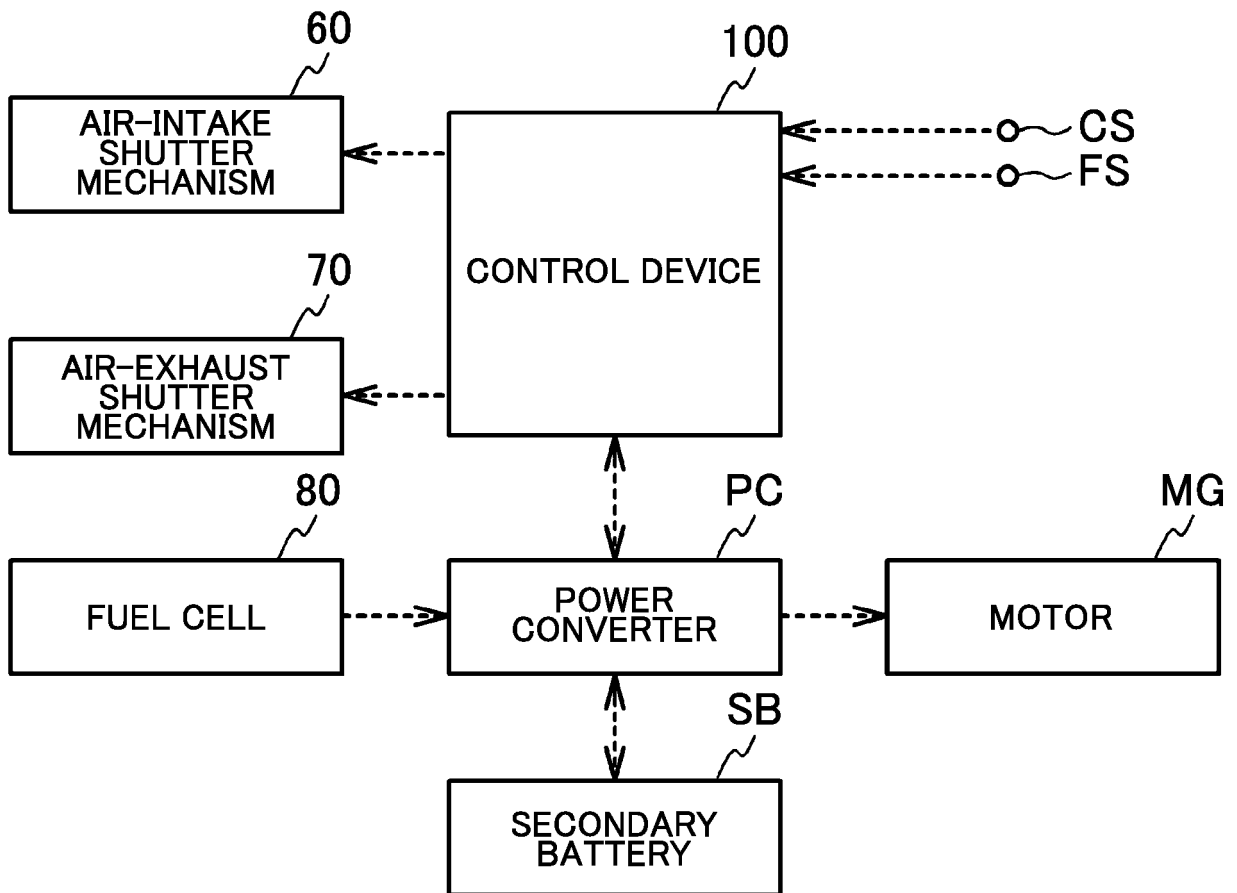 60
100
AIR-INTAKE
SHUTTER
MECHANISM
CS
FS
CONTROL DEVICE
70
AIR-EXHAUST
SHUTTER
MECHANISM
80
PC
MG
FUEL CELL
POWER
CONVERTER
MOTOR
SB
SECONDARY
BATTERY